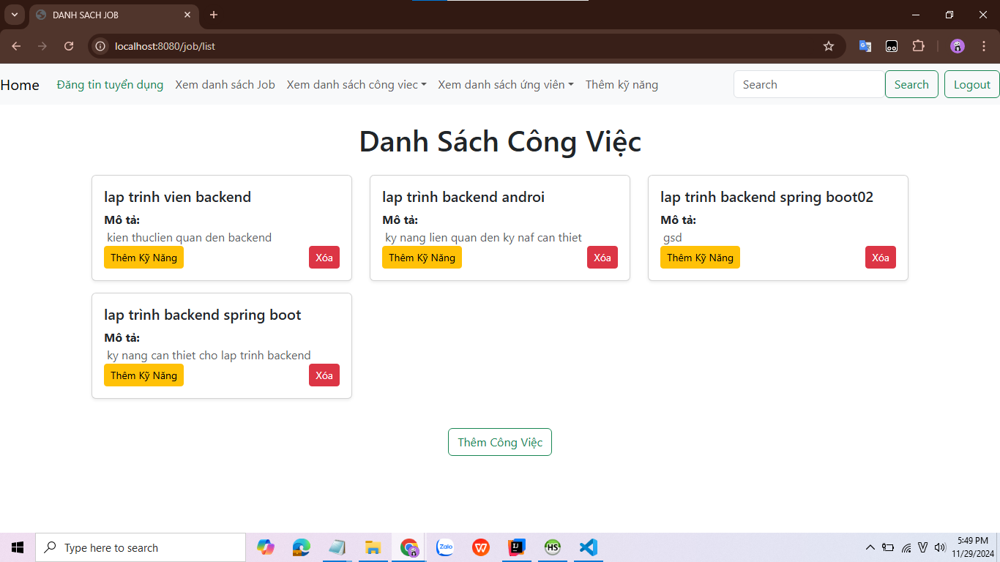 DANH SACH JOB
localhost:8080/job/list
Home Đăng tin tuyển dụng Xem danh sách Job Xem danh sách công viec Xem danh sách ứng viên Thêm kỹ năng Search Search Logout
Danh Sách Công Việc
lap trinh vien backend
Mô tả:
kien thuclien quan den backend
Thêm Kỹ Năng Xóa
lap trình backend androi
Mô tả:
ky nang lien quan den ky naf can thiet
Thêm Kỹ Năng Xóa
lap trinh backend spring boot02
Mô tả:
gsd
Thêm Kỹ Năng Xóa
lap trình backend spring boot
Mô tả:
ky nang can thiet cho lap trinh backend
Thêm Kỹ Năng Xóa
Thêm Công Việc
Type here to search
Zalo
W
IJ
HS
V
5:49 PM
11/29/2024